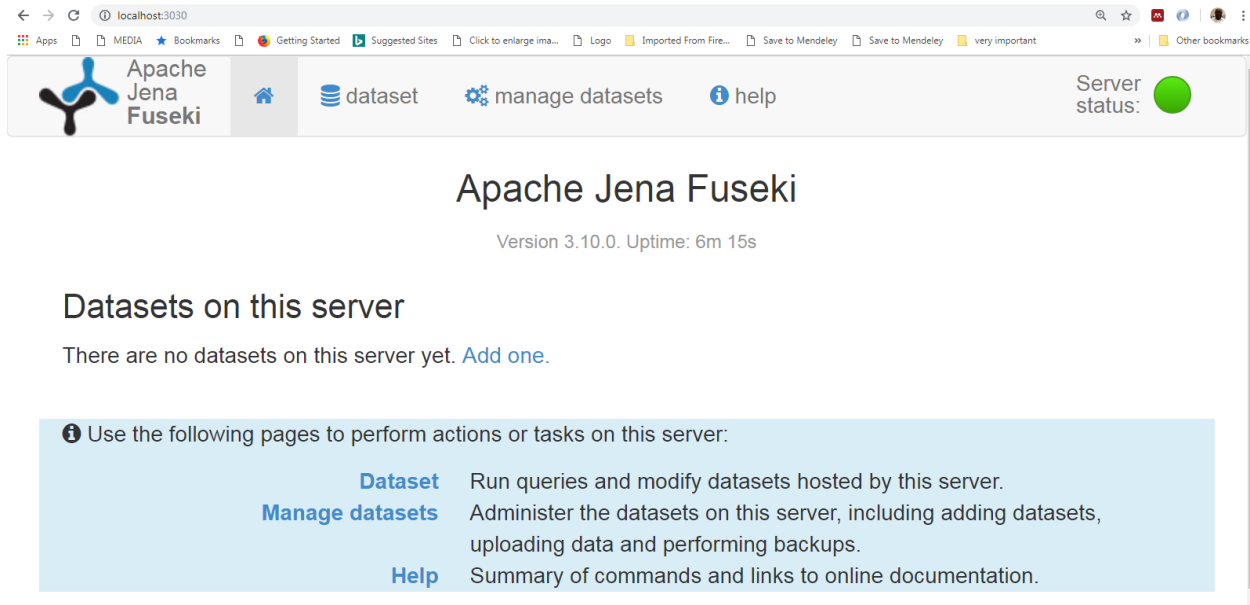 localhost:3030
Apps MEDIA Bookmarks Getting Started Suggested Sites Click to enlarge ima... Logo Imported From Fire... Save to Mendeley Save to Mendeley very important » Other bookmarks
Apache
Jena
Fuseki
dataset
manage datasets
help
Server
status:
Apache Jena Fuseki
Version 3.10.0. Uptime: 6m 15s
Datasets on this server
There are no datasets on this server yet. Add one.
Use the following pages to perform actions or tasks on this server:
Dataset Run queries and modify datasets hosted by this server.
Manage datasets Administer the datasets on this server, including adding datasets,
uploading data and performing backups.
Help Summary of commands and links to online documentation.